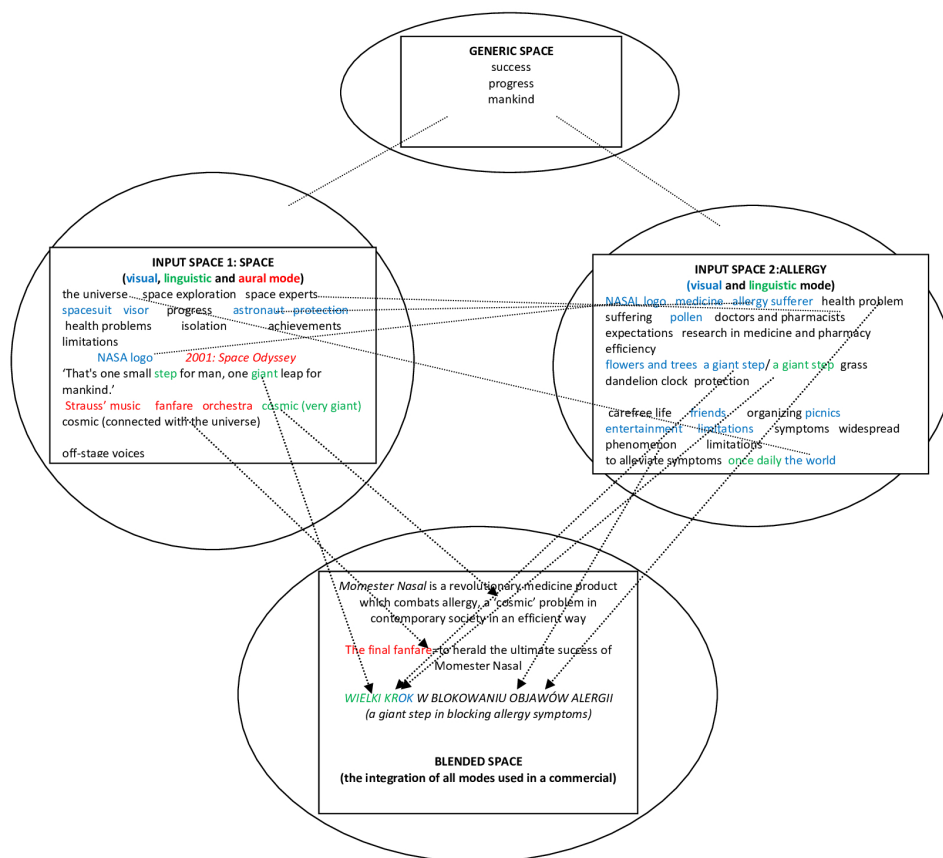 GENERIC SPACE
success
progress
mankind
INPUT SPACE 1: SPACE
(visual, linguistic and aural mode)
the universe space exploration space experts
spacesuit visor progress astronaut protection
health problems isolation achievements
limitations
NASA logo 2001: Space Odyssey
'That's one small step for man, one giant leap for
mankind.'
Strauss' music fanfare orchestra cosmic (very giant)
cosmic (connected with the universe)
off-stage voices
INPUT SPACE 2:ALLERGY
(visual and linguistic mode)
NASAL logo medicine allergy sufferer health problem
suffering pollen doctors and pharmacists
expectations research in medicine and pharmacy
efficiency
flowers and trees a giant step/ a giant step grass
dandelion clock protection
carefree life friends organizing picnics
entertainment limitations symptoms widespread
phenomenon limitations
to alleviate symptoms once daily the world
Momester Nasal is a revolutionary medicine product
which combats allergy, a 'cosmic' problem in
contemporary society in an efficient way
The final fanfare–to herald the ultimate success of
Momester Nasal
WIELKI KROK W BLOKOWANIU OBJAWÓW ALERGII
(a giant step in blocking allergy symptoms)
BLENDED SPACE
(the integration of all modes used in a commercial)